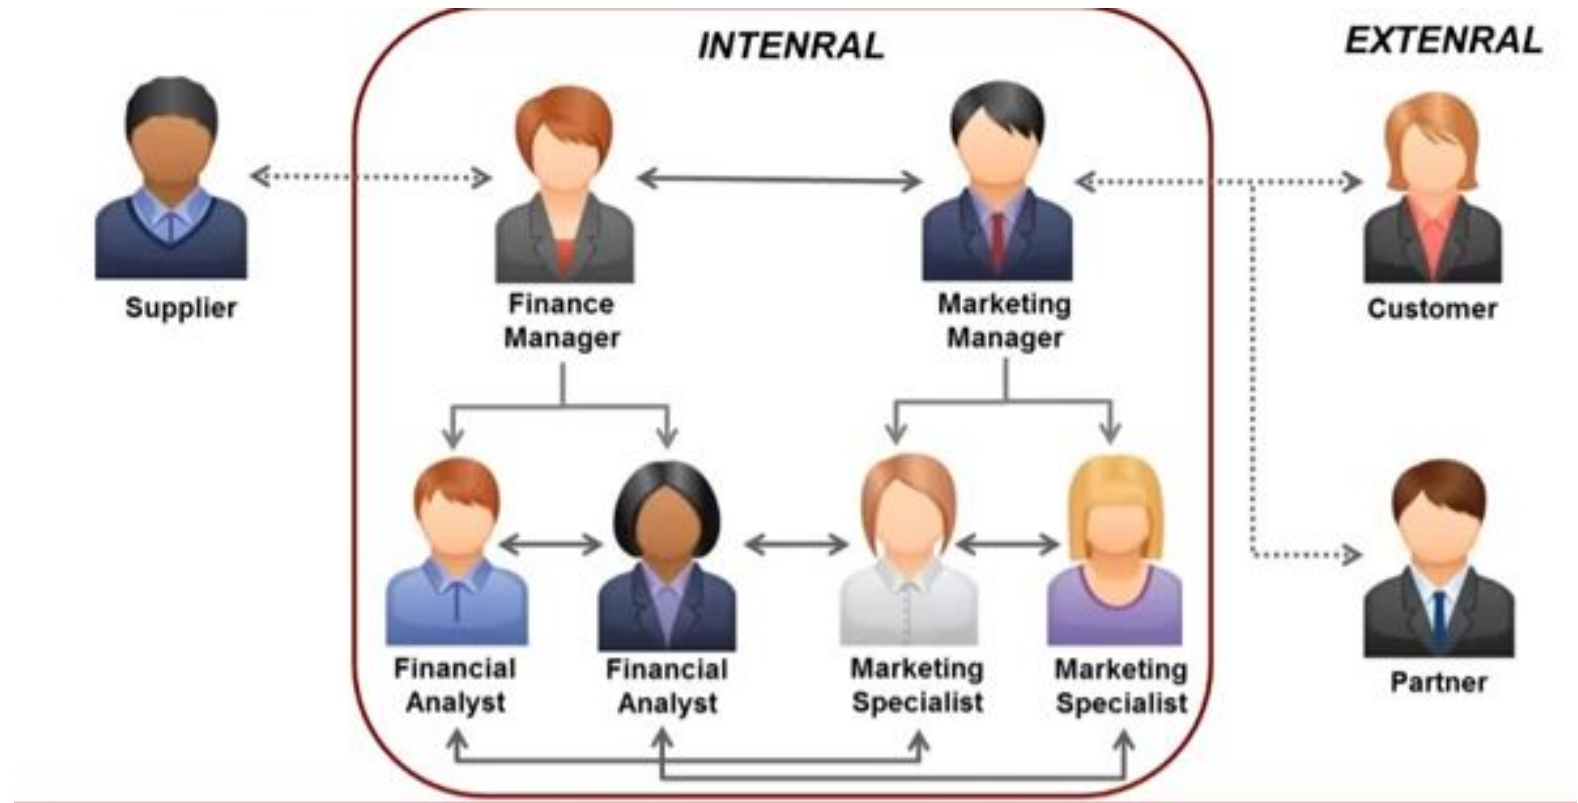 INTENRAL
EXTENRAL
Supplier
Finance
Manager
Marketing
Manager
Customer
Financial
Analyst
Financial
Analyst
Marketing
Specialist
Marketing
Specialist
Partner